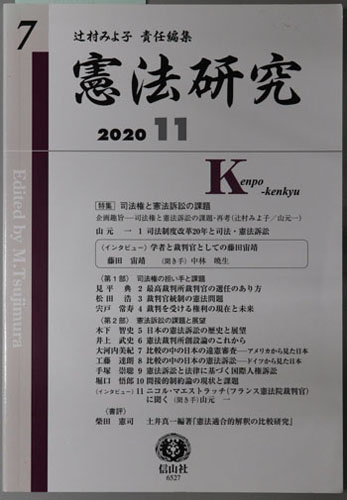 7
辻村みよ子 責任編集
憲法研究
2020 11
Kenpo
-kenkyu
Edited by M.Tsujimura
[特集] 司法権と憲法訴訟の課題
企画趣旨―司法権と憲法訴訟の課題・再考(辻村みよ子/山元一)
山元 一 1 司法制度改革20年と司法・憲法訴訟
〈インタビュー〉学者と裁判官としての藤田宙靖
藤田 宙靖 (聞き手) 中林 暁生
〈第1部〉 司法権の担い手と課題
見平 典 2 最高裁判所裁判官の選任のあり方
松田 浩 3 裁判官統制の憲法問題
宍戸 常寿 4 裁判を受ける権利の現在と未来
〈第2部〉 憲法訴訟の課題と展望
木下 智史 5 日本の憲法訴訟の歴史と展望
井上 武史 6 憲法裁判所創設論のこれから
大河内美紀 7 比較の中の日本の違憲審査―アメリカから見た日本
工藤 達朗 8 比較の中の日本の憲法訴訟―ドイツから見た日本
手塚 崇聡 9 憲法訴訟と法律に基づく国際人権訴訟
堀口 悟郎 10 間接的制約論の現状と課題
〈インタビュー〉11 ニコル・マエストラッチ(フランス憲法院裁判官)
に聞く (聞き手) 山元 一
〈書評〉
柴田 憲司 土井真一編著『憲法適合的解釈の比較研究』
信山社
6527